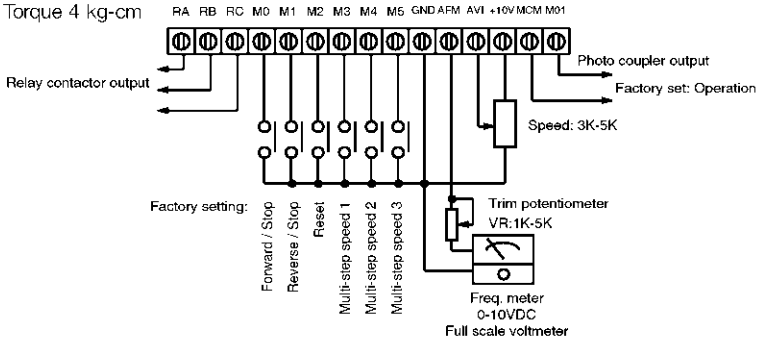 Torque 4 kg-cm
RA RB RC M0 M1 M2 M3 M4 M5 GND AFM AVI +10V MCM M01
Photo coupler output
Relay contactor output
Factory set: Operation
Speed: 3K-5K
Factory setting:
Forward / Stop
Reverse / Stop
Reset
Multi-step speed 1
Multi-step speed 2
Multi-step speed 3
Trim potentiometer
VR:1K-5K
Freq. meter
0-10VDC
Full scale voltmeter